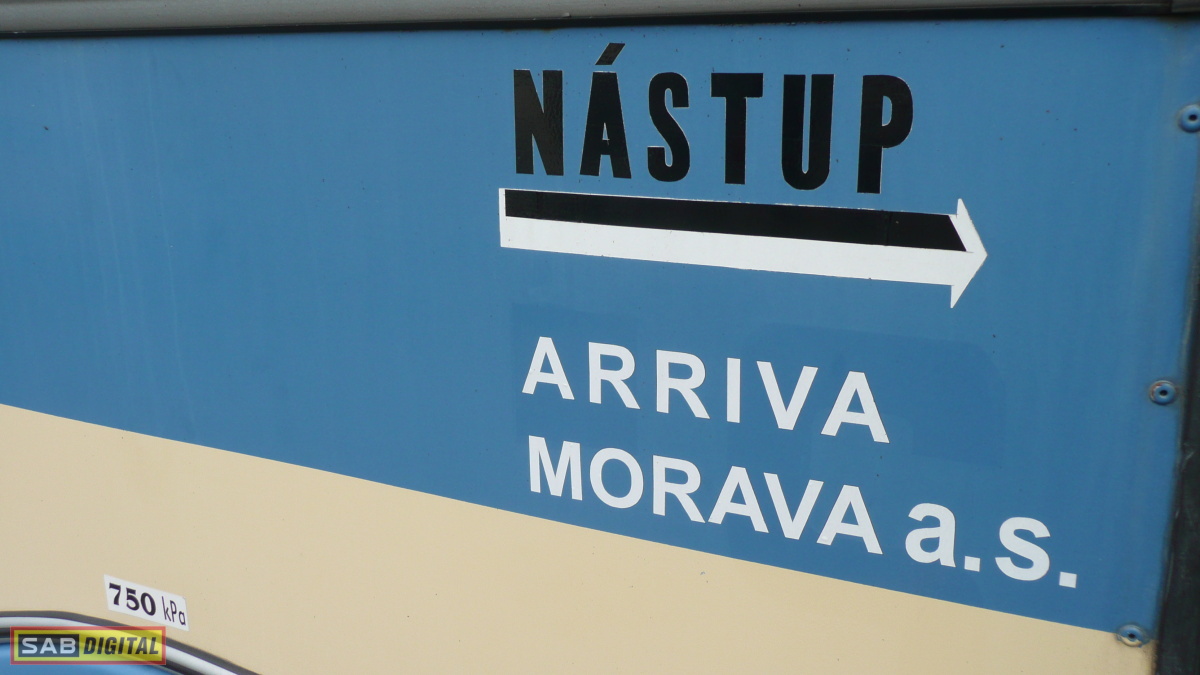 NÁSTUP
ARRIVA
MORAVA a.s.
750 kPa
SAB DIGITAL